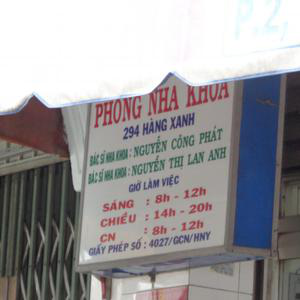 P.2,
PHÒNG NHA KHOA
294 HÀNG XANH
BÁC SĨ NHA KHOA : NGUYỄN CÔNG PHÁT
BÁC SĨ NHA KHOA : NGUYỄN THỊ LAN ANH
GIỜ LÀM VIỆC
SÁNG : 8h - 12h
CHIỀU : 14h - 20h
CN : 8h - 12h
GIẤY PHÉP SỐ : 4027/GCN/HNY